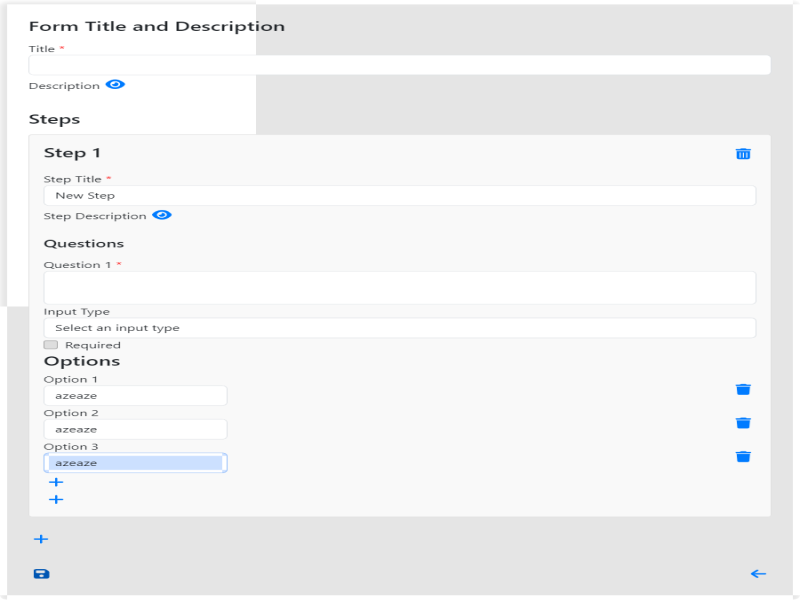 Form Title and Description
Title *
Description
Steps
Step 1
Step Title *
New Step
Step Description
Questions
Question 1 *
Input Type
Select an input type
Required
Options
Option 1
azeaze
Option 2
azeaze
Option 3
azeaze